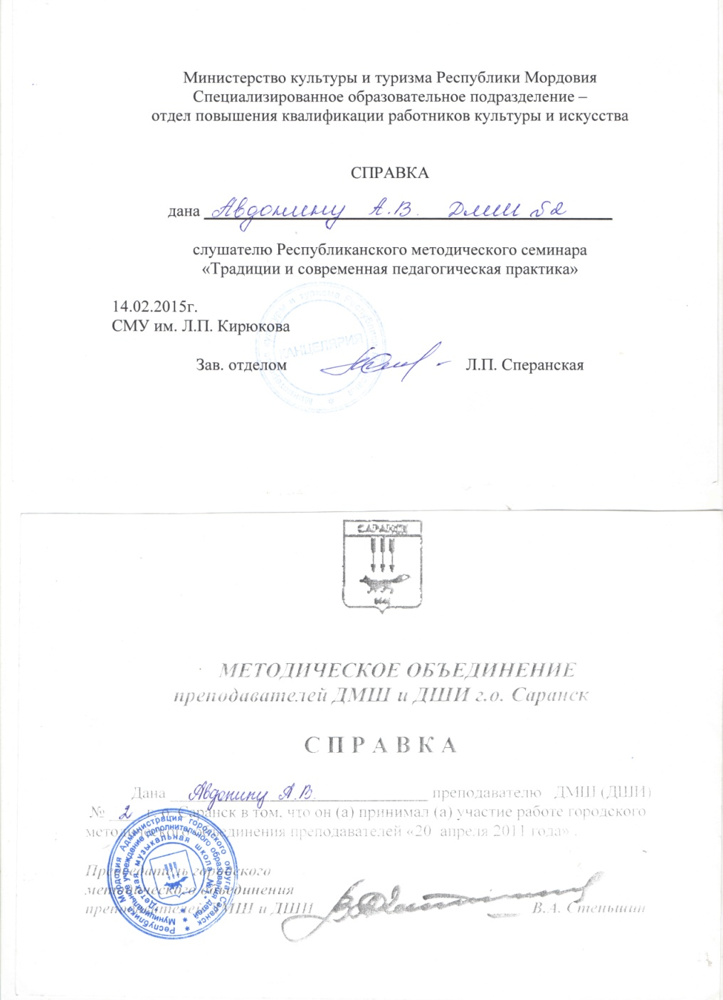 Министерство культуры и туризма Республики Мордовия
Специализированное образовательное подразделение –
отдел повышения квалификации работников культуры и искусства
СПРАВКА
дана Авдонину А.В. ДМШ №2
слушателю Республиканского методического семинара
«Традиции и современная педагогическая практика»
14.02.2015г.
СМУ им. Л.П. Кирюкова
КАНЦЕЛЯРИЯ
Зав. отделом Л.П. Сперанская
САРАНСК
МЕТОДИЧЕСКОЕ ОБЪЕДИНЕНИЕ
преподавателей ДМШ и ДШИ г.о. Саранск
СПРАВКА
Дана Авдонину А.В. преподавателю ДМШ (ДШИ)
№ 2 г. о. Саранск в том, что он (а) принимал (а) участие работе городского
методического объединения преподавателей «20 апреля 2011 года» .
Председатель городского
методического объединения
преподавателей ДМШ и ДШИ В.А. Стенышин
Республика Мордовия Администрация городского округа Саранск
Муниципальное учреждение дополнительного образования детей
Детская музыкальная школа №